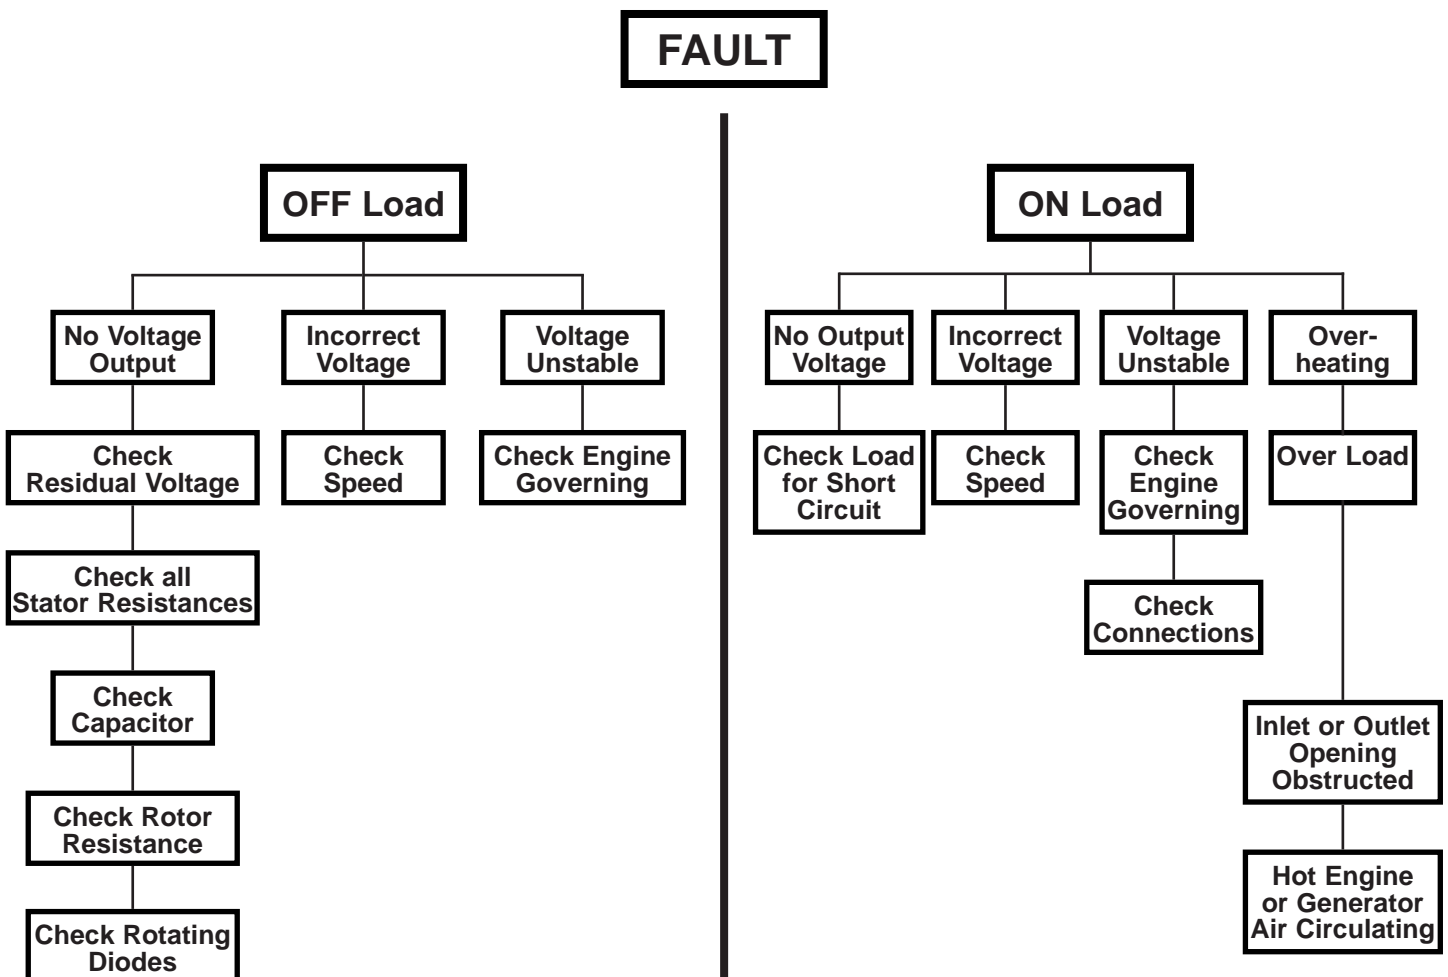 FAULT
OFF Load
No Voltage
Output
Incorrect
Voltage
Voltage
Unstable
Check
Residual Voltage
Check
Speed
Check Engine
Governing
Check all
Stator Resistances
Check
Capacitor
Check Rotor
Resistance
Check Rotating
Diodes
ON Load
No Output
Voltage
Incorrect
Voltage
Voltage
Unstable
Over-
heating
Check Load
for Short
Circuit
Check
Speed
Check
Engine
Governing
Over Load
Check
Connections
Inlet or Outlet
Opening
Obstructed
Hot Engine
or Generator
Air Circulating